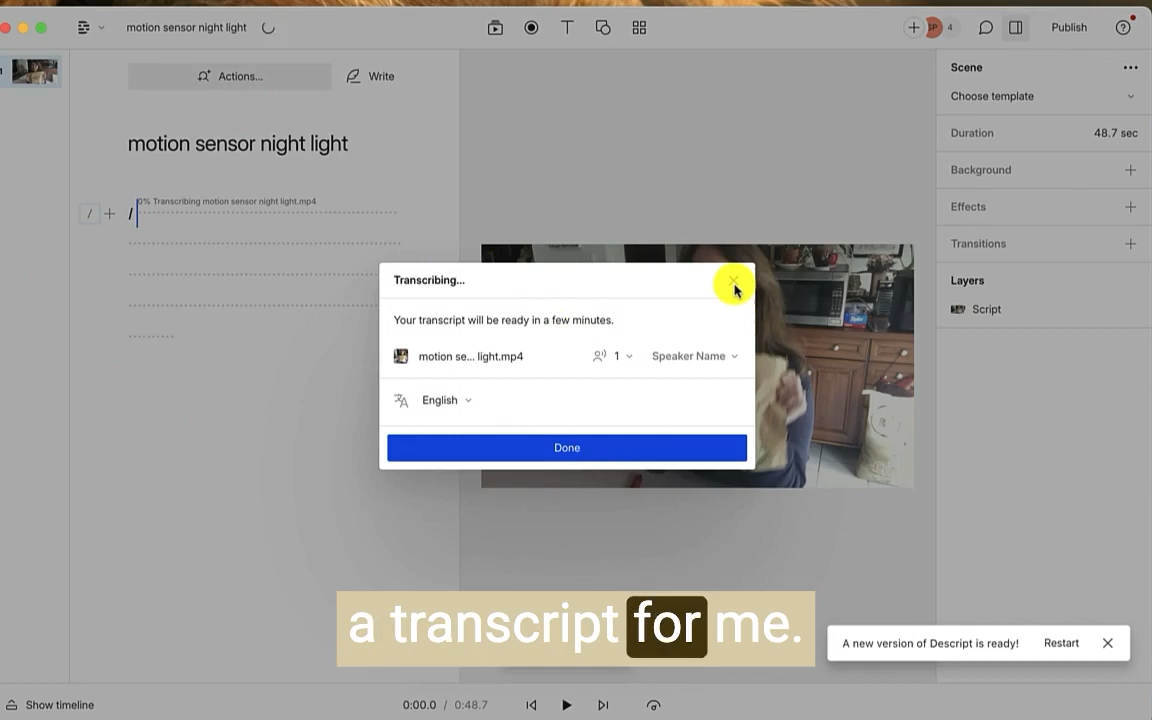 motion sensor night light
4
Publish
1
Actions...
Write
motion sensor night light
0% Transcribing motion sensor night light.mp4
/
/
Scene
Choose template
Duration 48.7 sec
Background
Effects
Transitions
Layers
Script
Transcribing...
Your transcript will be ready in a few minutes.
motion se... light.mp4 1 Speaker Name
English
Done
a transcript for me.
A new version of Descript is ready! Restart
Show timeline
0:00.0 / 0:48.7